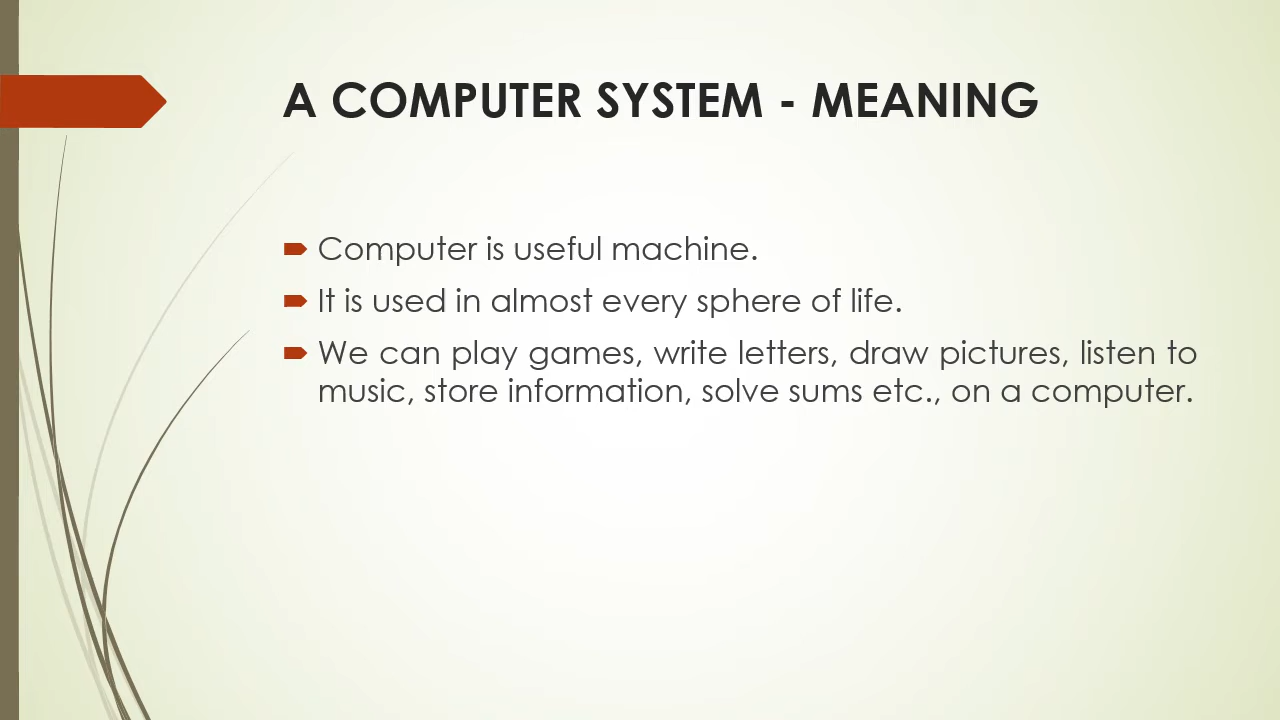 A COMPUTER SYSTEM - MEANING
Computer is useful machine.
It is used in almost every sphere of life.
We can play games, write letters, draw pictures, listen to
music, store information, solve sums etc., on a computer.